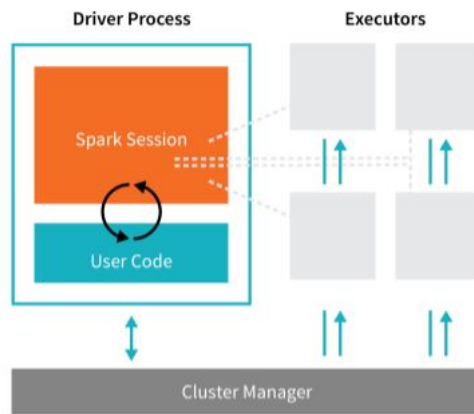 Driver Process
Executors
Spark Session
User Code
Cluster Manager